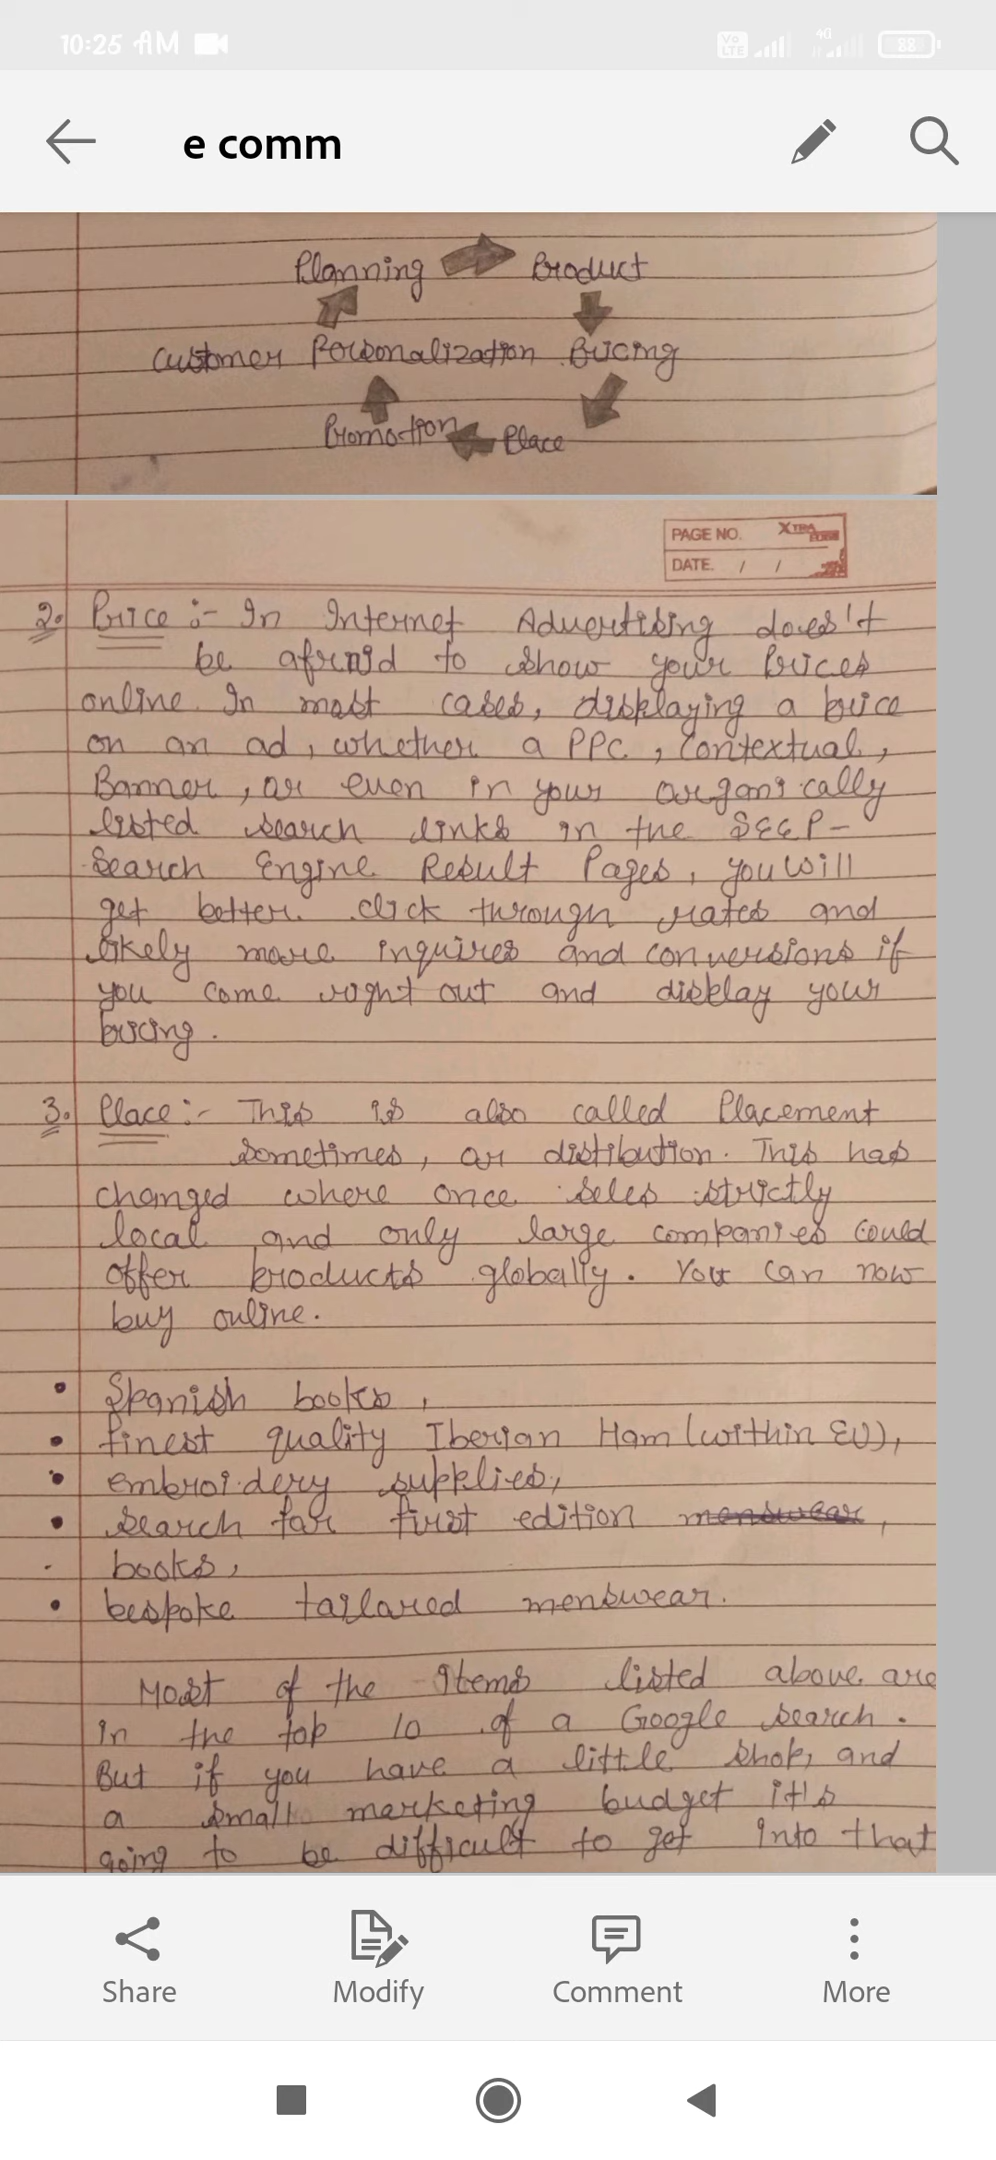 10:25 AM Vo LTE 4G 88
e comm
Planning Product
Customer Personalization Pricing
Promotion Place
PAGE NO. XTRA
DATE. / /
2. Price :- In Internet Advertising does't
be afraid to show your Prices
online. In most cases, displaying a price
on an ad, whether a PPC, Contextual,
Banner, or even in your organically
listed search links in the SEEP-
Search Engine Result Pages, you will
get better click through rates and
likely more inquires and conversions if
you come right out and display your
pricing.
3. Place :- This is also called Placement
sometimes, or distibution. This has
changed where once seles strictly
local and only large companies could
offer products globally. You can now
buy online.
• Spanish books,
• finest quality Iberian Ham (within EU),
• embroidery supplies,
• search for first edition menswear,
- books,
• bespoke tailared menswear.
Most of the Items listed above are
in the top 10 of a Google search.
But if you have a little shop, and
a small marketing budget it's
going to be difficult to get into that
Share Modify Comment More